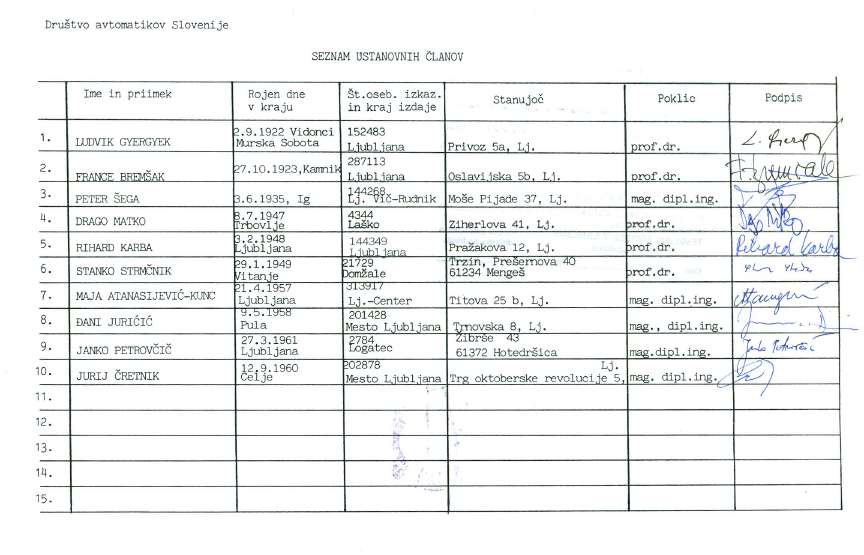 Društvo avtomatikov Slovenije
SEZNAM USTANOVNIH ČLANOV
Ime in priimek Rojen dne v kraju Št.oseb. izkaz. in kraj izdaje Stanujoč Poklic Podpis
1. LUDVIK GYERGYEK 2.9.1922 Vidonci Murska Sobota 152483 Ljubljana Privoz 5a, Lj. prof.dr.
2. FRANCE BREMŠAK 27.10.1923,Kamnik 287113 Ljubljana Oslavijska 5b, Lj. prof.dr.
3. PETER ŠEGA 3.6.1935, Ig 144268 Lj. Vič-Rudnik Moše Pijade 37, Lj. mag. dipl.ing.
4. DRAGO MATKO 8.7.1947 Trbovlje 4344 Laško Ziherlova 41, Lj. prof.dr.
5. RIHARD KARBA 3.2.1948 Ljubljana 144349 Ljubljana Pražakova 12, Lj. prof.dr. Rihard Karba
6. STANKO STRMČNIK 29.1.1949 Vitanje 21729 Domžale Trzin, Prešernova 40 61234 Mengeš prof.dr.
7. MAJA ATANASIJEVIĆ-KUNC 21.4.1957 Ljubljana 313917 Lj.-Center Titova 25 b, Lj. mag. dipl.ing.
8. ĐANI JURIČIĆ 9.5.1958 Pula 201428 Mesto Ljubljana Trnovska 8, Lj. mag., dipl.ing.
9. JANKO PETROVČIČ 27.3.1961 Ljubljana 2784 Logatec Žibrše 43 61372 Hotedršica mag.dipl.ing.
10. JURIJ ČRETNIK 12.9.1960 Celje 202878 Mesto Ljubljana Trg oktoberske revolucije 5, Lj. mag. dipl.ing.
11.
12.
13.
14.
15.